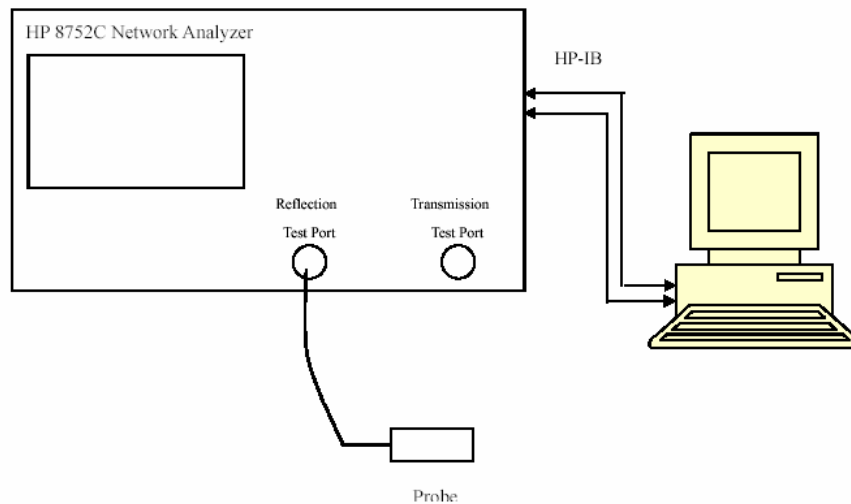 HP 8752C Network Analyzer
HP-IB
Reflection
Test Port
Transmission
Test Port
Probe